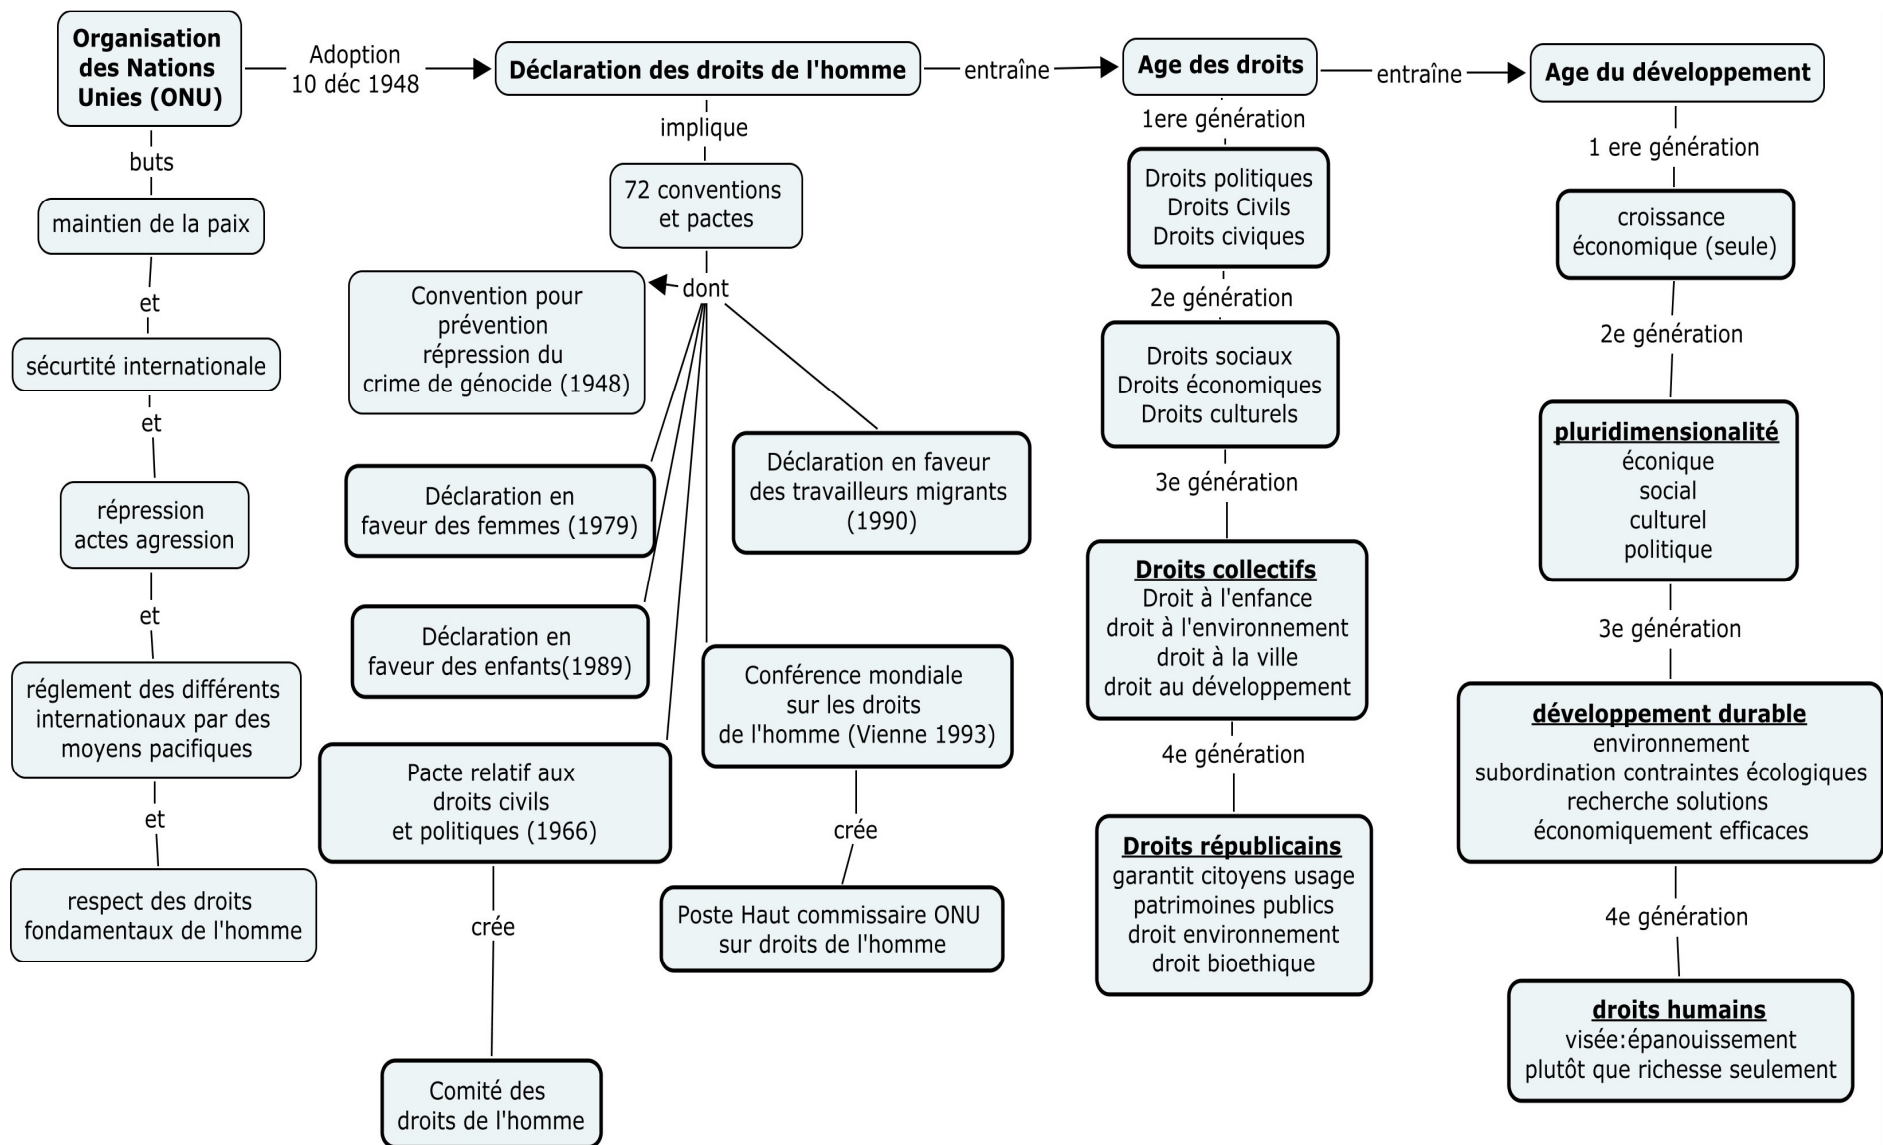 Organisation
des Nations
Unies (ONU)
Adoption
10 déc 1948
Déclaration des droits de l'homme
entraîne
Age des droits
entraîne
Age du développement
buts
maintien de la paix
et
sécurtité internationale
et
répression
actes agression
et
réglement des différents
internationaux par des
moyens pacifiques
et
respect des droits
fondamentaux de l'homme
implique
72 conventions
et pactes
dont
Convention pour
prévention
répression du
crime de génocide (1948)
Déclaration en
faveur des femmes (1979)
Déclaration en
faveur des enfants(1989)
Pacte relatif aux
droits civils
et politiques (1966)
crée
Comité des
droits de l'homme
Déclaration en faveur
des travailleurs migrants
(1990)
Conférence mondiale
sur les droits
de l'homme (Vienne 1993)
crée
Poste Haut commissaire ONU
sur droits de l'homme
1ere génération
Droits politiques
Droits Civils
Droits civiques
2e génération
Droits sociaux
Droits économiques
Droits culturels
3e génération
Droits collectifs
Droit à l'enfance
droit à l'environnement
droit à la ville
droit au développement
4e génération
Droits républicains
garantit citoyens usage
patrimoines publics
droit environnement
droit bioethique
1 ere génération
croissance
économique (seule)
2e génération
pluridimensionalité
éconique
social
culturel
politique
3e génération
développement durable
environnement
subordination contraintes écologiques
recherche solutions
économiquement efficaces
4e génération
droits humains
visée:épanouissement
plutôt que richesse seulement